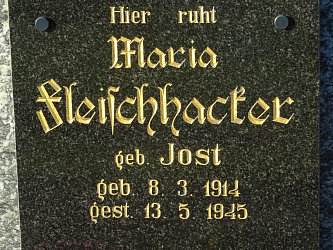 Hier ruht
Maria
Fleiſchhacker
geb. Jost
geb. 8. 3. 1914
gest. 13. 5. 1945